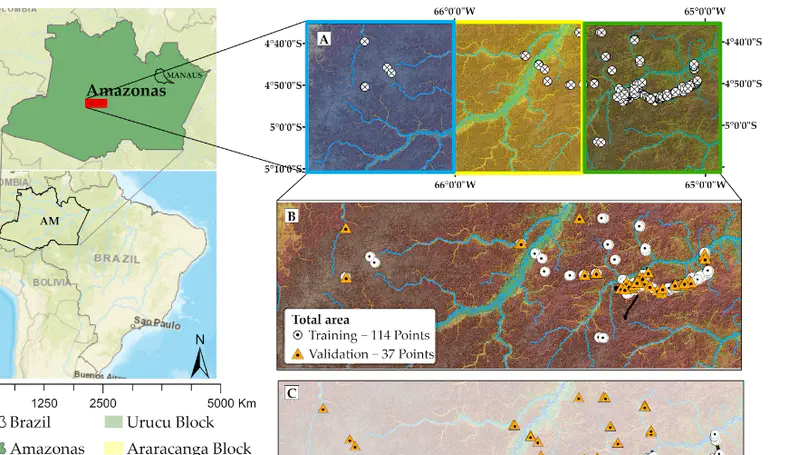 66°0'0"W 65°0'0"W
COLOMBIA
4°40'0"S A 4°40'0"S
MANAUS
Amazonas
4°50'0"S 4°50'0"S
5°0'0"S 5°0'0"S
5°10'0"S
66°0'0"W 65°0'0"W
AM
BRAZIL
BOLIVIA
Sao Paulo
Buenos Aires
N
B
Total area
Training – 114 Points
Validation – 37 Points
C
1250 2500 5000 Km
Brazil Urucu Block
Amazonas Araracanga Block